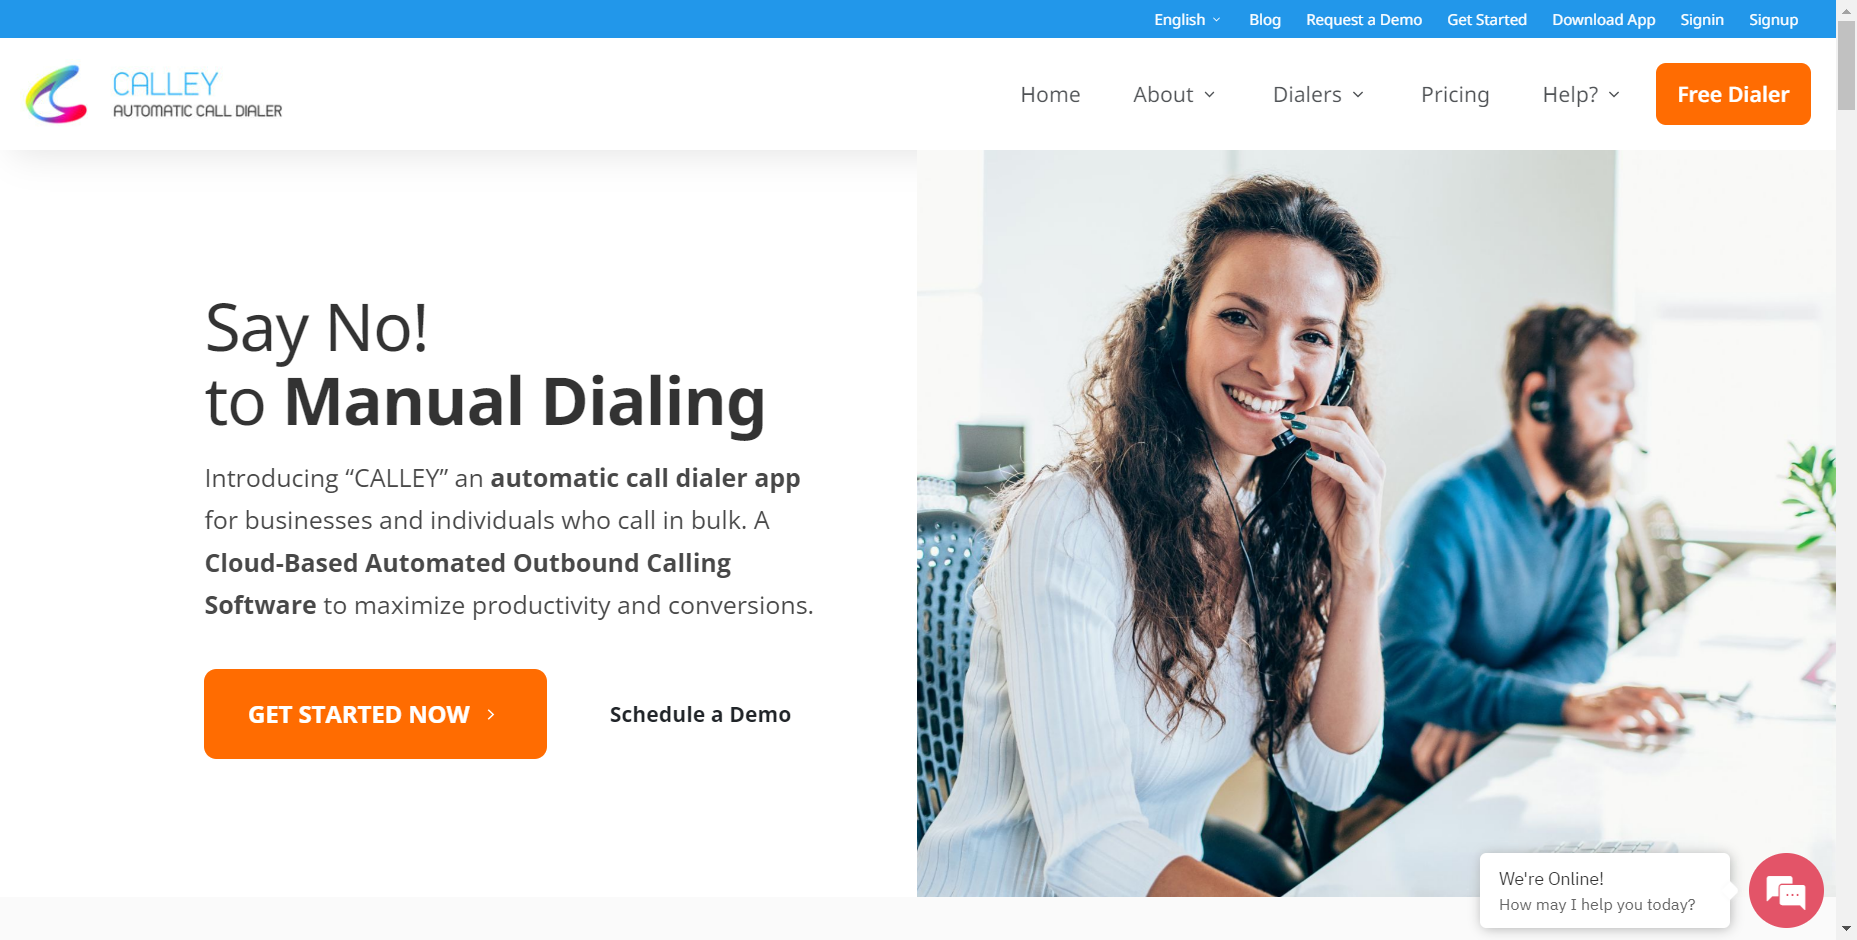 English Blog Request a Demo Get Started Download App Signin Signup
CALLEY
AUTOMATIC CALL DIALER
Home About Dialers Pricing Help? Free Dialer
Say No!
to Manual Dialing
Introducing “CALLEY” an automatic call dialer app
for businesses and individuals who call in bulk. A
Cloud-Based Automated Outbound Calling
Software to maximize productivity and conversions.
GET STARTED NOW
Schedule a Demo
We're Online!
How may I help you today?